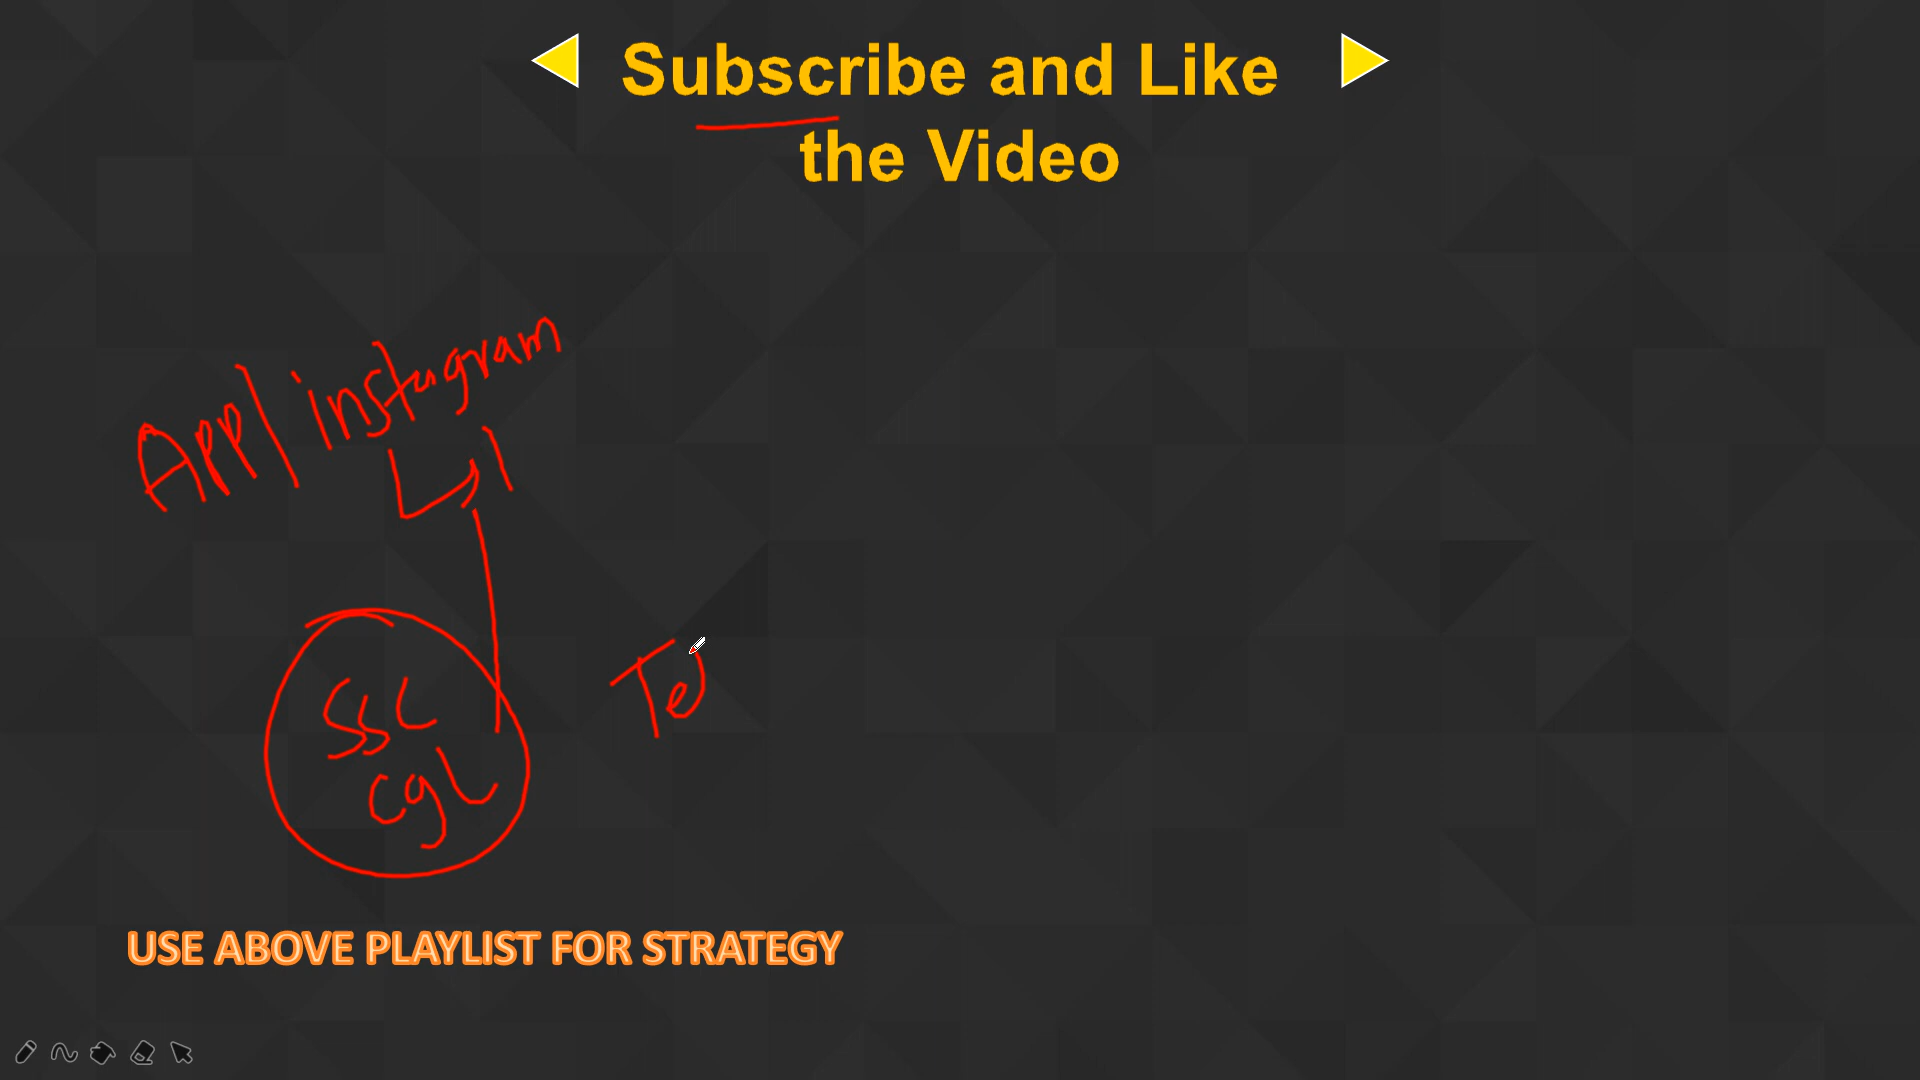 Subscribe and Like
the Video
App/instagram
SSC
CgL
Te
USE ABOVE PLAYLIST FOR STRATEGY